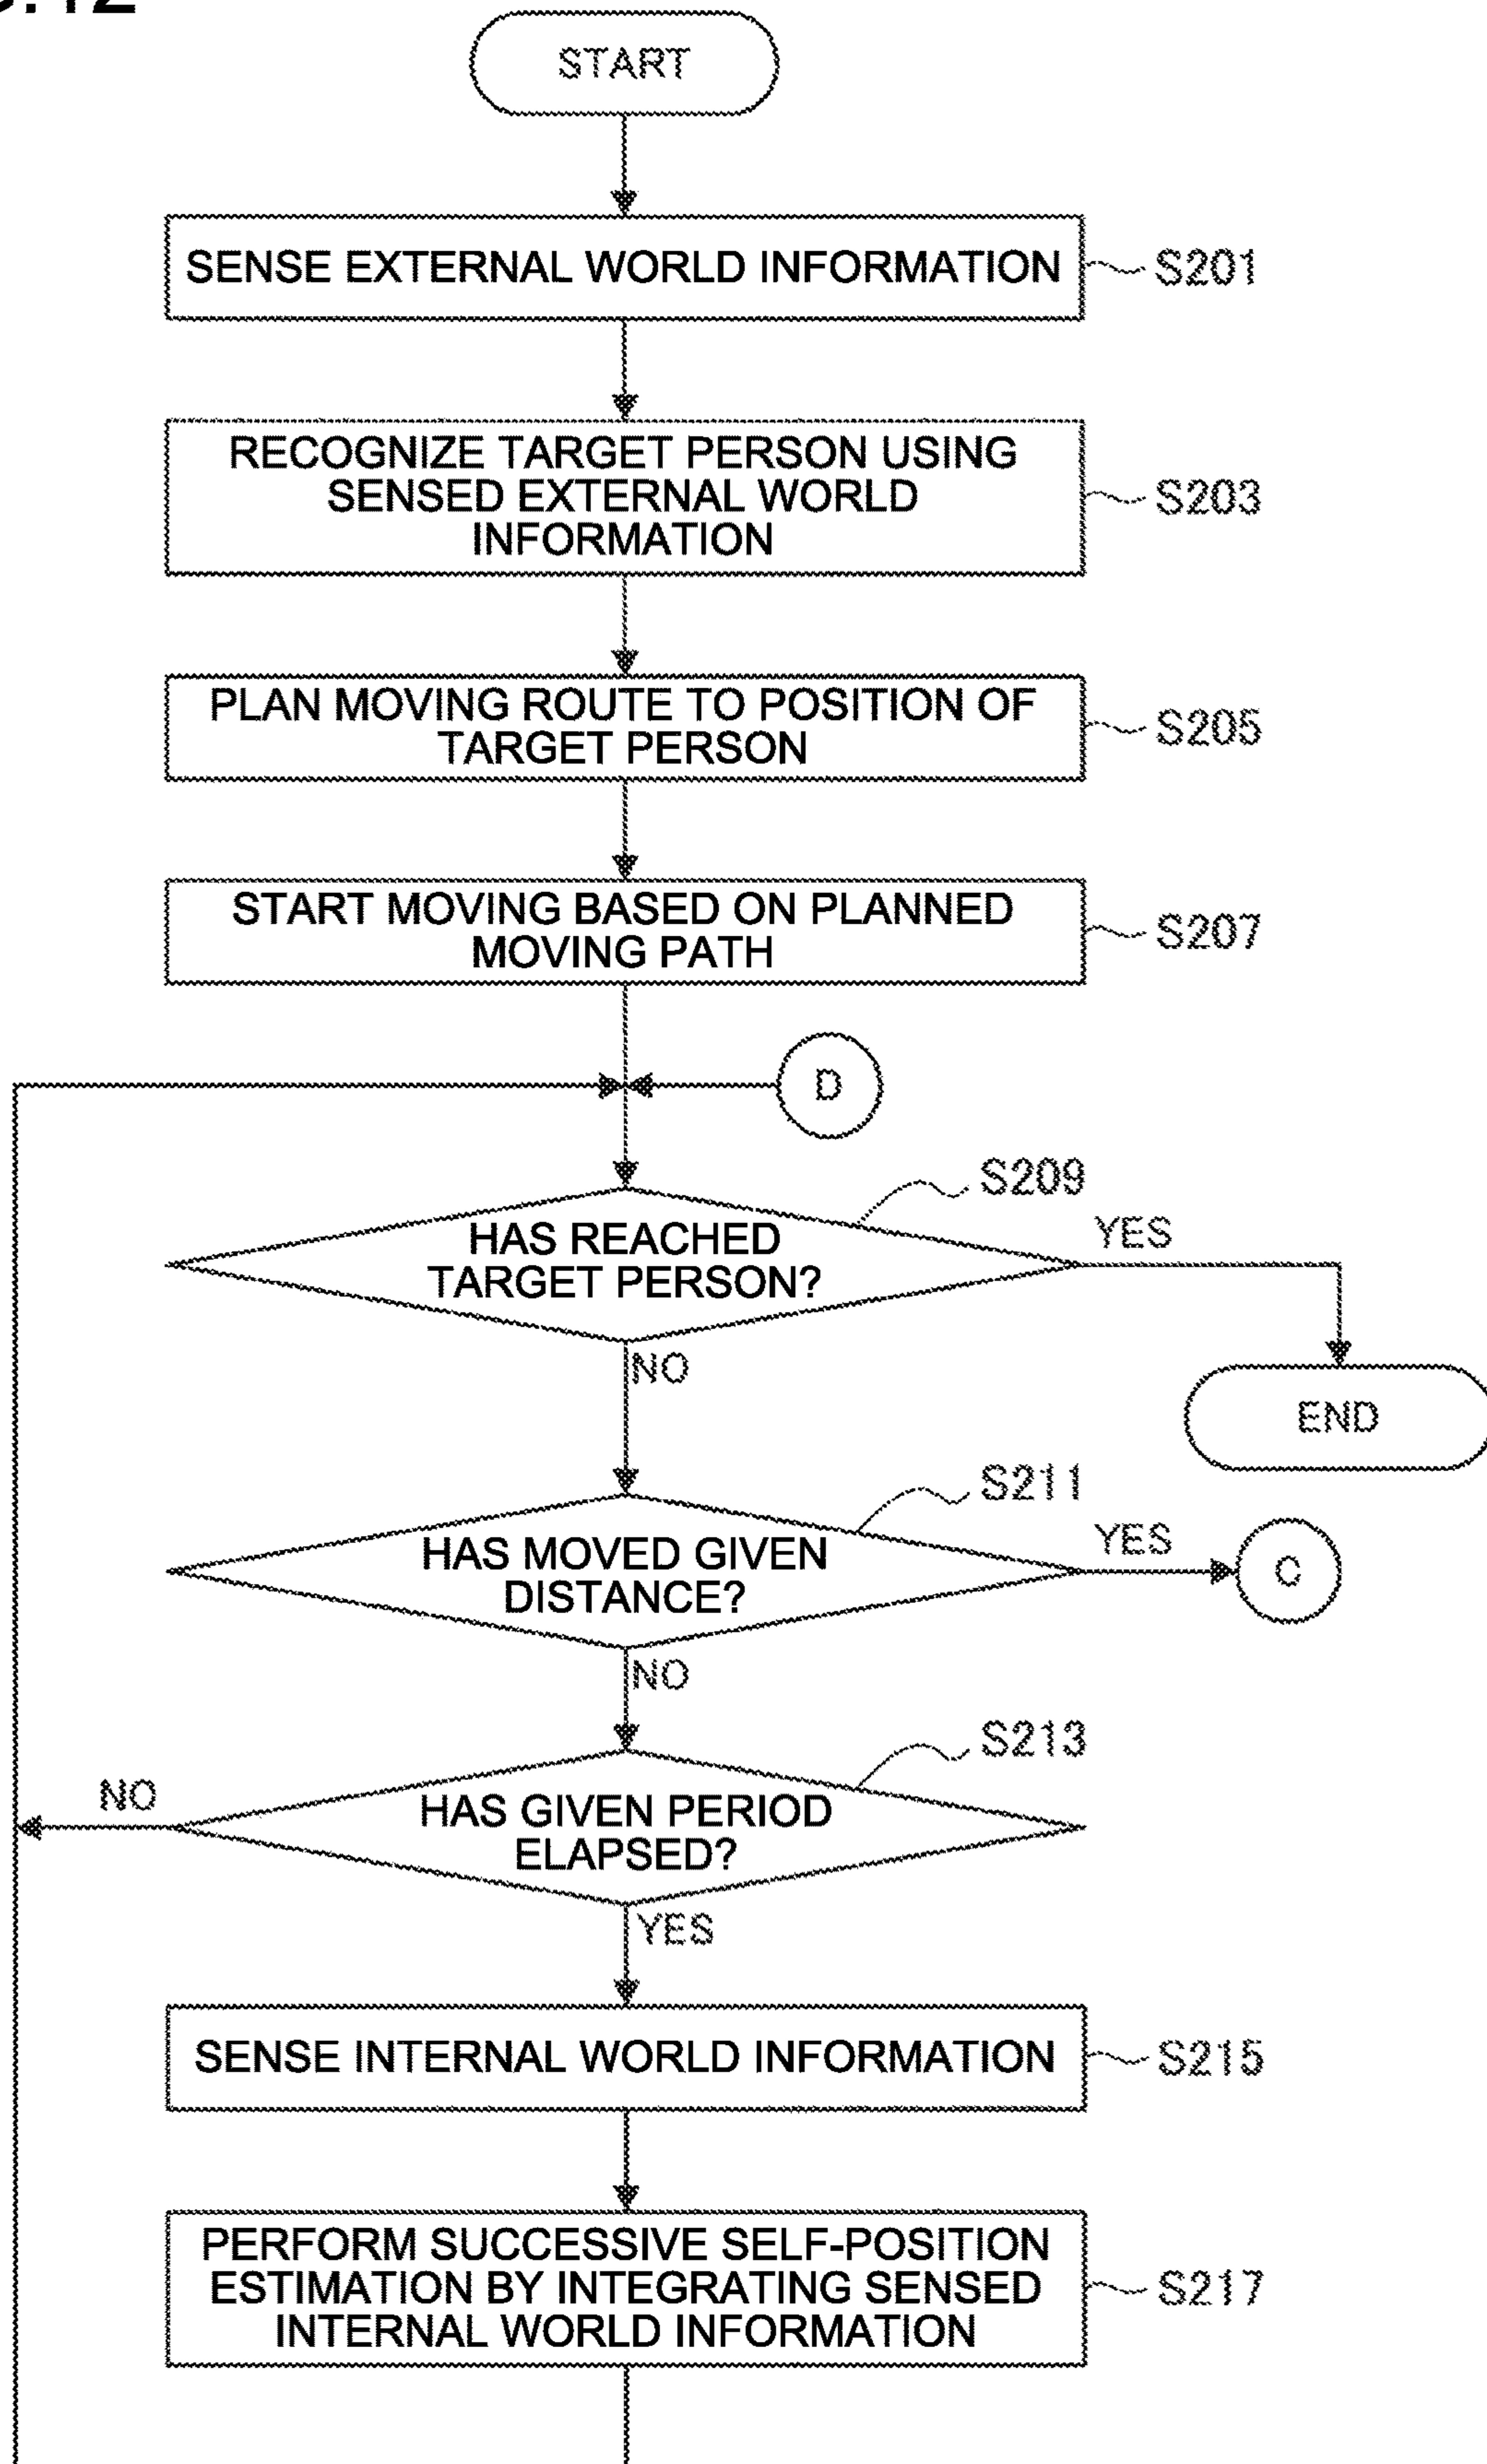 START
SENSE EXTERNAL WORLD INFORMATION
S201
RECOGNIZE TARGET PERSON USING
SENSED EXTERNAL WORLD
INFORMATION
S203
PLAN MOVING ROUTE TO POSITION OF
TARGET PERSON
S205
START MOVING BASED ON PLANNED
MOVING PATH
S207
D
S209
HAS REACHED
TARGET PERSON?
YES
NO
END
S211
HAS MOVED GIVEN
DISTANCE?
YES
C
NO
S213
HAS GIVEN PERIOD
ELAPSED?
NO
YES
SENSE INTERNAL WORLD INFORMATION
S215
PERFORM SUCCESSIVE SELF-POSITION
ESTIMATION BY INTEGRATING SENSED
INTERNAL WORLD INFORMATION
S217